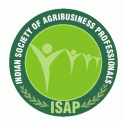 INDIAN SOCIETY OF AGRIBUSINESS PROFESSIONALS
ISAP